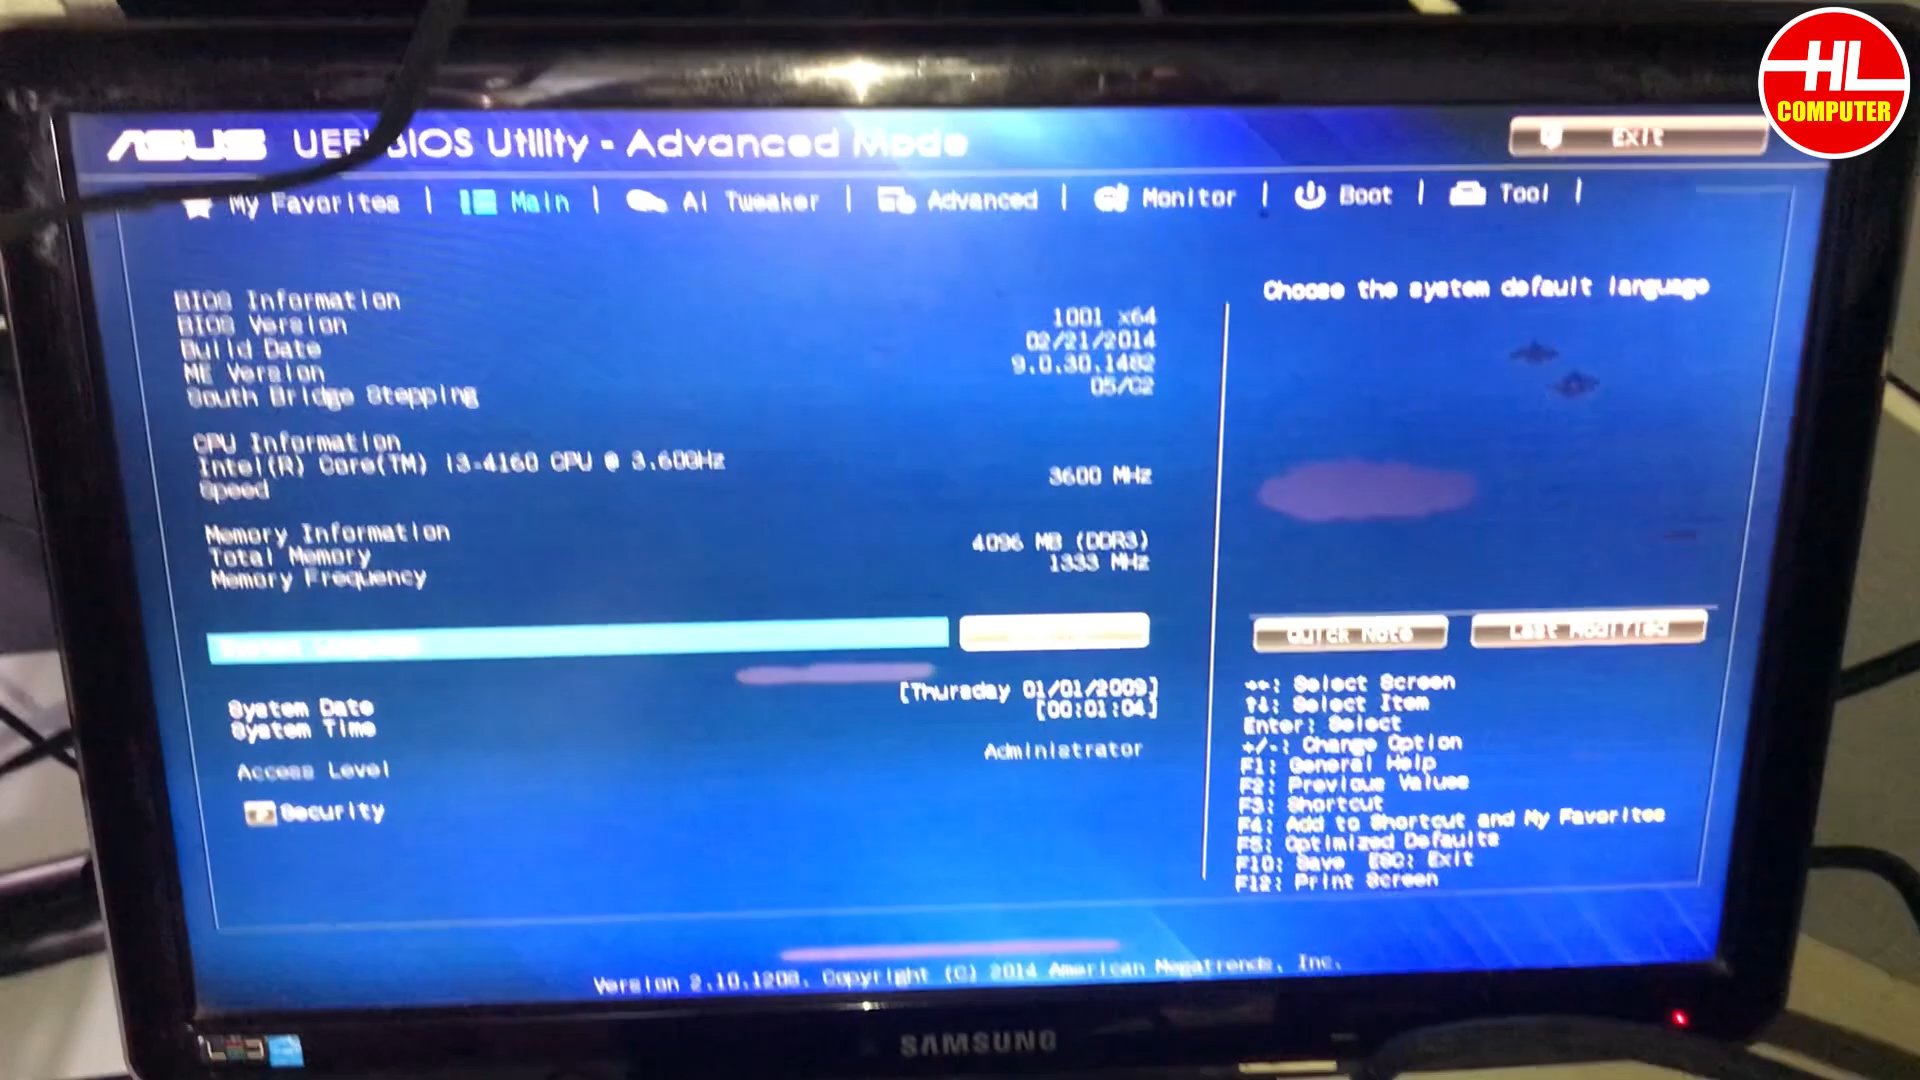 HL
COMPUTER
ASUS UEFI BIOS Utility - Advanced Mode
Exit
My Favorites | Main | Ai Tweaker | Advanced | Monitor | Boot | Tool |
BIOS Information
BIOS Version 1001 x64
Build Date 02/21/2014
ME Version 9.0.30.1482
South Bridge Stepping 05/C2
CPU Information
Intel(R) Core(TM) i3-4160 CPU @ 3.60GHz
Speed 3600 MHz
Memory Information
Total Memory 4096 MB (DDR3)
Memory Frequency 1333 MHz
System Language
System Date [Thursday 01/01/2009]
System Time [00:01:04]
Access Level Administrator
Security
Choose the system default language
Quick Note
Last Modified
→←: Select Screen
↑↓: Select Item
Enter: Select
+/-: Change Option
F1: General Help
F2: Previous Values
F3: Shortcut
F4: Add to Shortcut and My Favorites
F5: Optimized Defaults
F10: Save ESC: Exit
F12: Print Screen
Version 2.10.1208. Copyright (C) 2014 American Megatrends, Inc.
LED
SAMSUNG